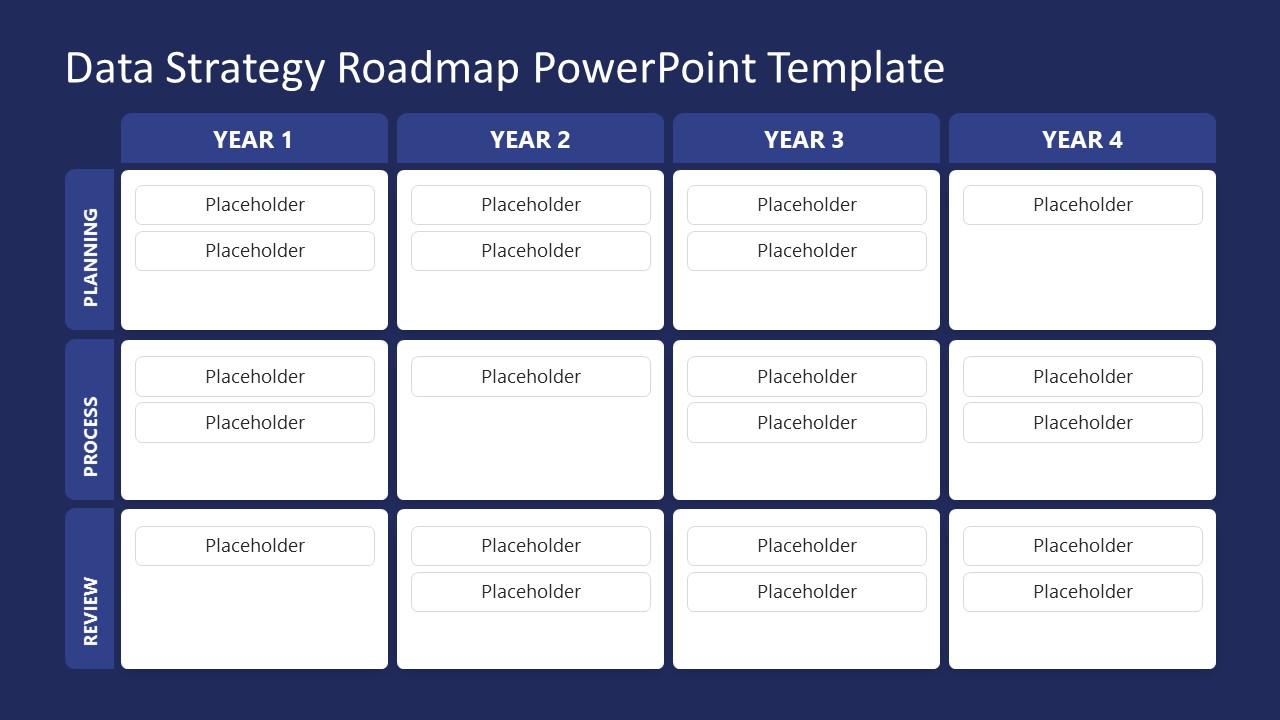 Data Strategy Roadmap PowerPoint Template
YEAR 1 YEAR 2 YEAR 3 YEAR 4
PLANNING
Placeholder Placeholder Placeholder Placeholder
Placeholder Placeholder Placeholder
PROCESS
Placeholder Placeholder Placeholder Placeholder
Placeholder Placeholder Placeholder
REVIEW
Placeholder Placeholder Placeholder Placeholder
Placeholder Placeholder Placeholder